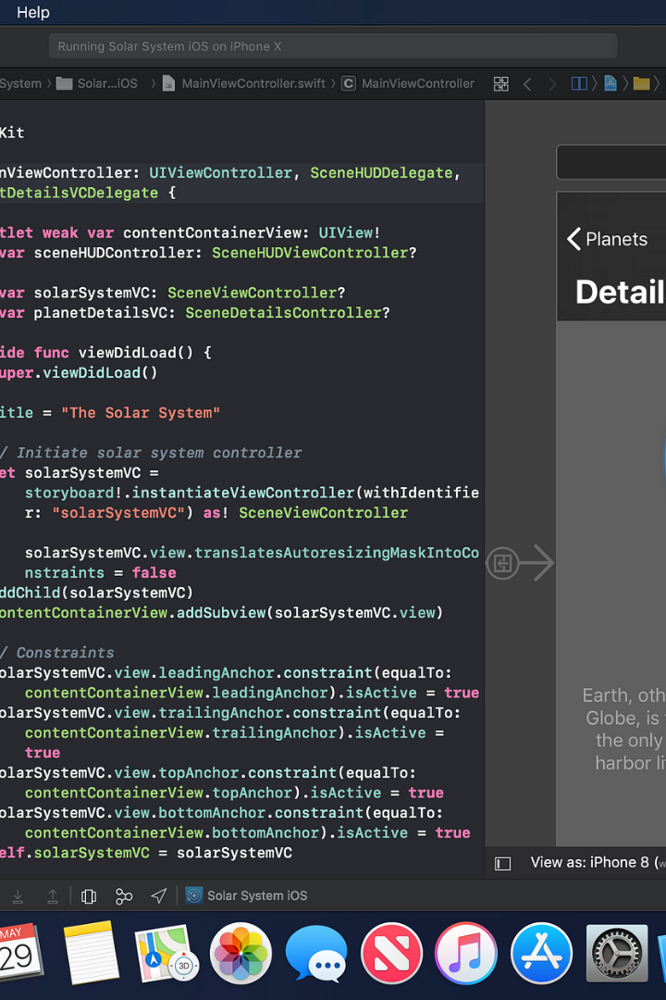 Help
Running Solar System iOS on iPhone X
System 〉 Solar...iOS 〉 MainViewController.swift 〉 C MainViewController
Kit
nViewController: UIViewController, SceneHUDDelegate,
tDetailsVCDelegate {
tlet weak var contentContainerView: UIView!
var sceneHUDController: SceneHUDViewController?
var solarSystemVC: SceneViewController?
var planetDetailsVC: SceneDetailsController?
ide func viewDidLoad() {
uper.viewDidLoad()
itle = "The Solar System"
/ Initiate solar system controller
et solarSystemVC =
storyboard!.instantiateViewController(withIdentifie
r: "solarSystemVC") as! SceneViewController
solarSystemVC.view.translatesAutoresizingMaskIntoCo
nstraints = false
ddChild(solarSystemVC)
ontentContainerView.addSubview(solarSystemVC.view)
/ Constraints
olarSystemVC.view.leadingAnchor.constraint(equalTo:
contentContainerView.leadingAnchor).isActive = true
olarSystemVC.view.trailingAnchor.constraint(equalTo:
contentContainerView.trailingAnchor).isActive =
true
olarSystemVC.view.topAnchor.constraint(equalTo:
contentContainerView.topAnchor).isActive = true
olarSystemVC.view.bottomAnchor.constraint(equalTo:
contentContainerView.bottomAnchor).isActive = true
elf.solarSystemVC = solarSystemVC
Planets
Detail
Earth, oth
Globe, is
the only
harbor li
View as: iPhone 8 (w
Solar System iOS
MAY
29
3D